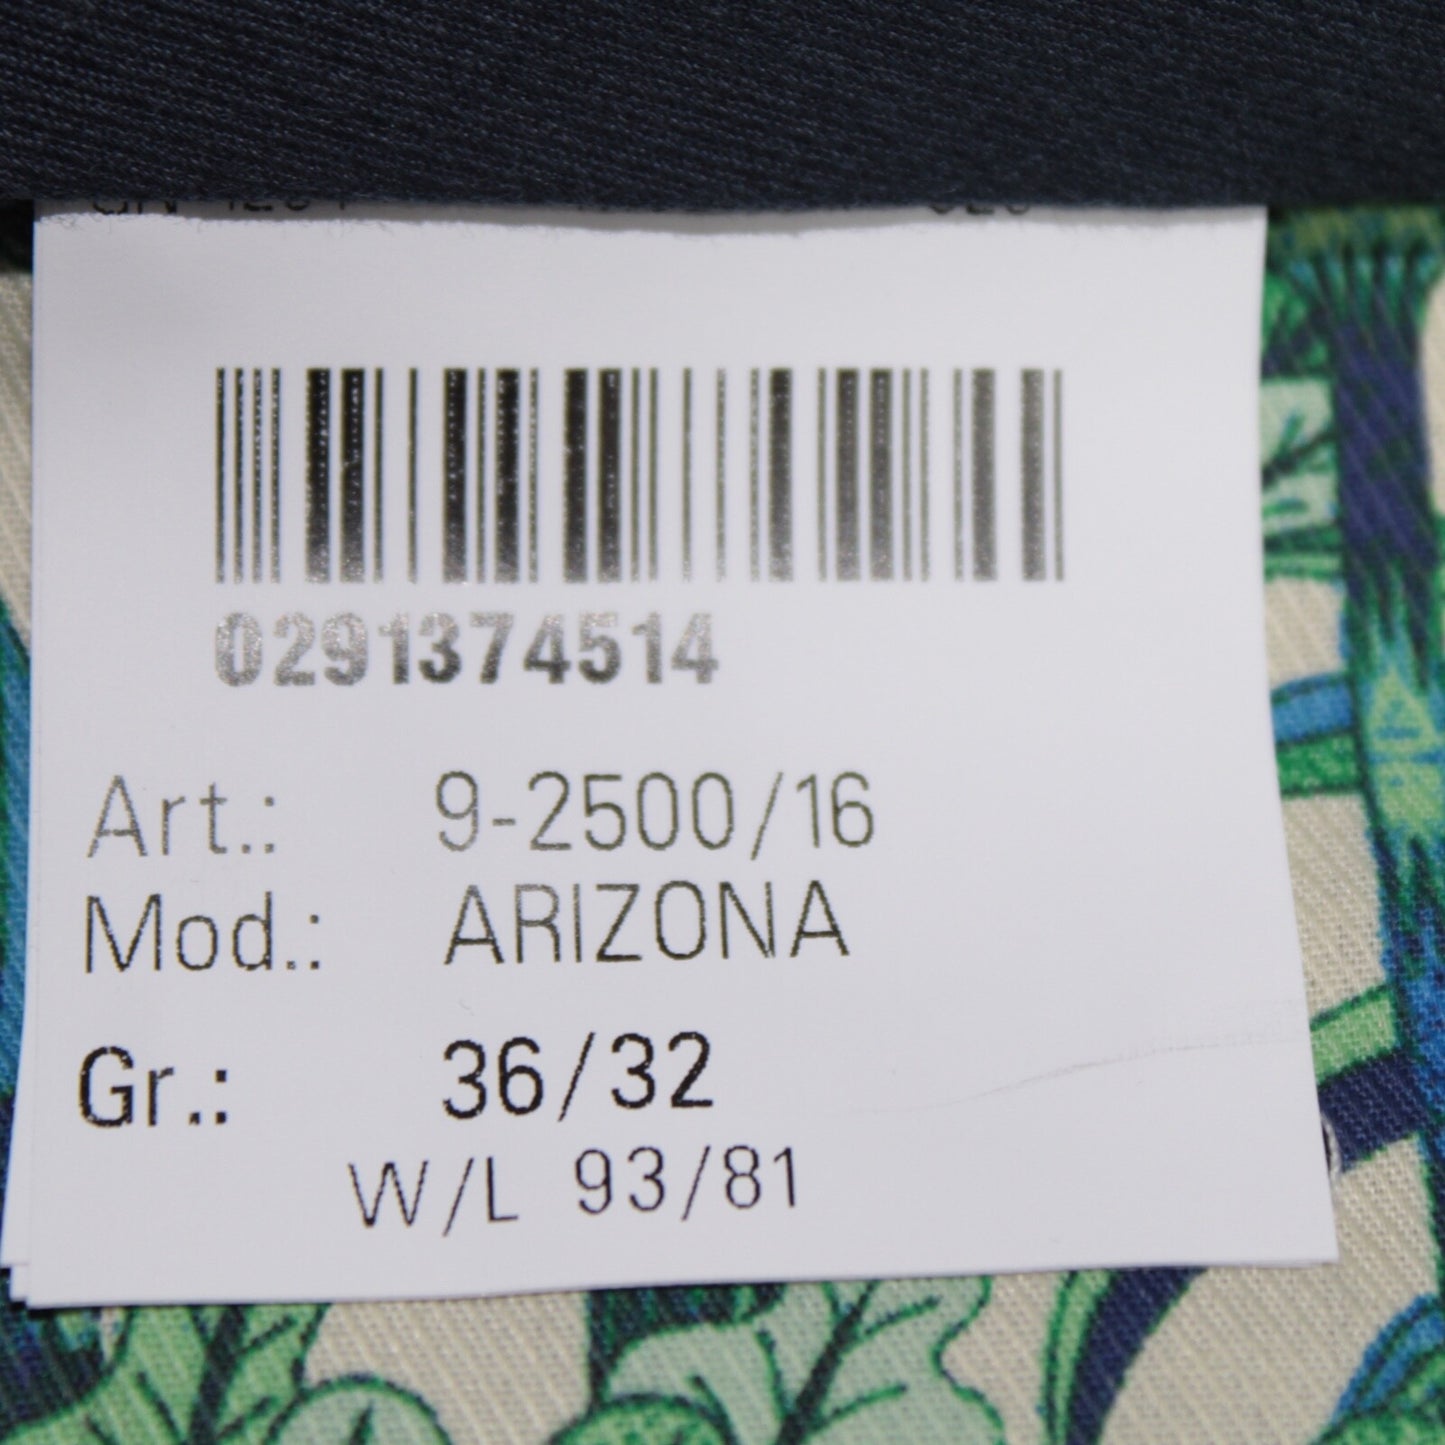 0291374514
Art.: 9-2500/16
Mod.: ARIZONA
Gr.: 36/32
W/L 93/81